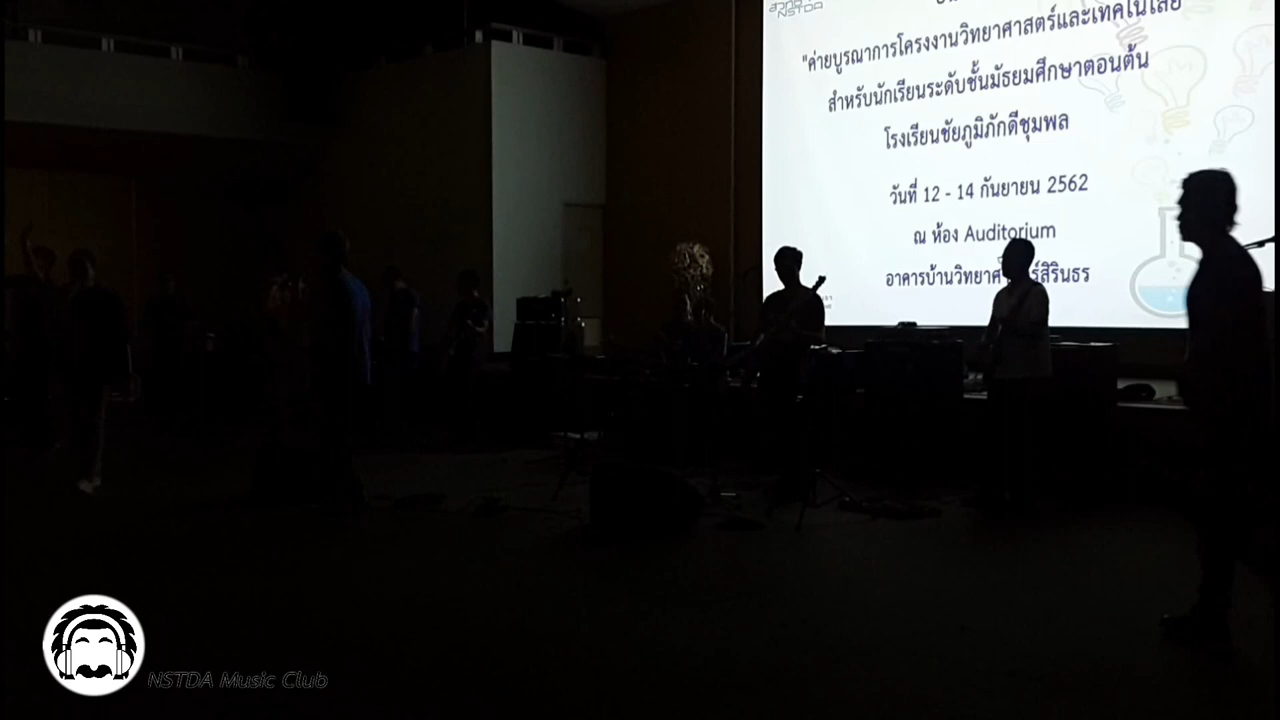 สวทช
NSTDA
"ค่ายบูรณาการโครงงานวิทยาศาสตร์และเทคโนโลยี
สำหรับนักเรียนระดับชั้นมัธยมศึกษาตอนต้น
โรงเรียนชัยภูมิภักดีชุมพล
วันที่ 12 - 14 กันยายน 2562
ณ ห้อง Auditorium
อาคารบ้านวิทยาศาสตร์สิรินธร
NSTDA Music Club